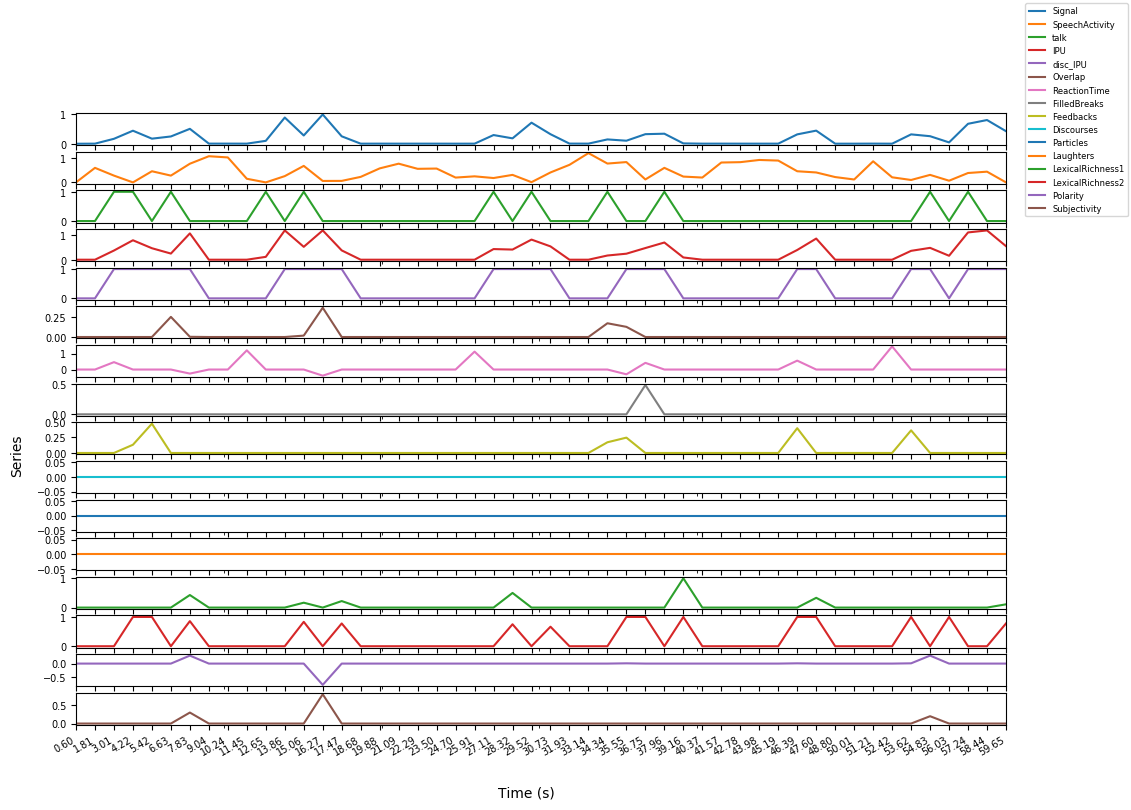 Signal
SpeechActivity
talk
IPU
disc_IPU
Overlap
ReactionTime
FilledBreaks
Feedbacks
Discourses
Particles
Laughters
LexicalRichness1
LexicalRichness2
Polarity
Subjectivity
1
0
1
0
1
0
1
0
1
0
0.25
0.00
1
0
0.5
0.0
0.50
0.25
0.00
0.05
0.00
−0.05
0.05
0.00
−0.05
0.05
0.00
−0.05
1
0
1
0
0.0
−0.5
0.5
0.0
Series
0.60 1.81 3.01 4.22 5.42 6.63 7.83 9.04 10.24 11.45 12.65 13.86 15.06 16.27 17.47 18.68 19.88 21.09 22.29 23.50 24.70 25.91 27.11 28.32 29.52 30.73 31.93 33.14 34.34 35.55 36.75 37.96 39.16 40.37 41.57 42.78 43.98 45.19 46.39 47.60 48.80 50.01 51.21 52.42 53.62 54.83 56.03 57.24 58.44 59.65
Time (s)